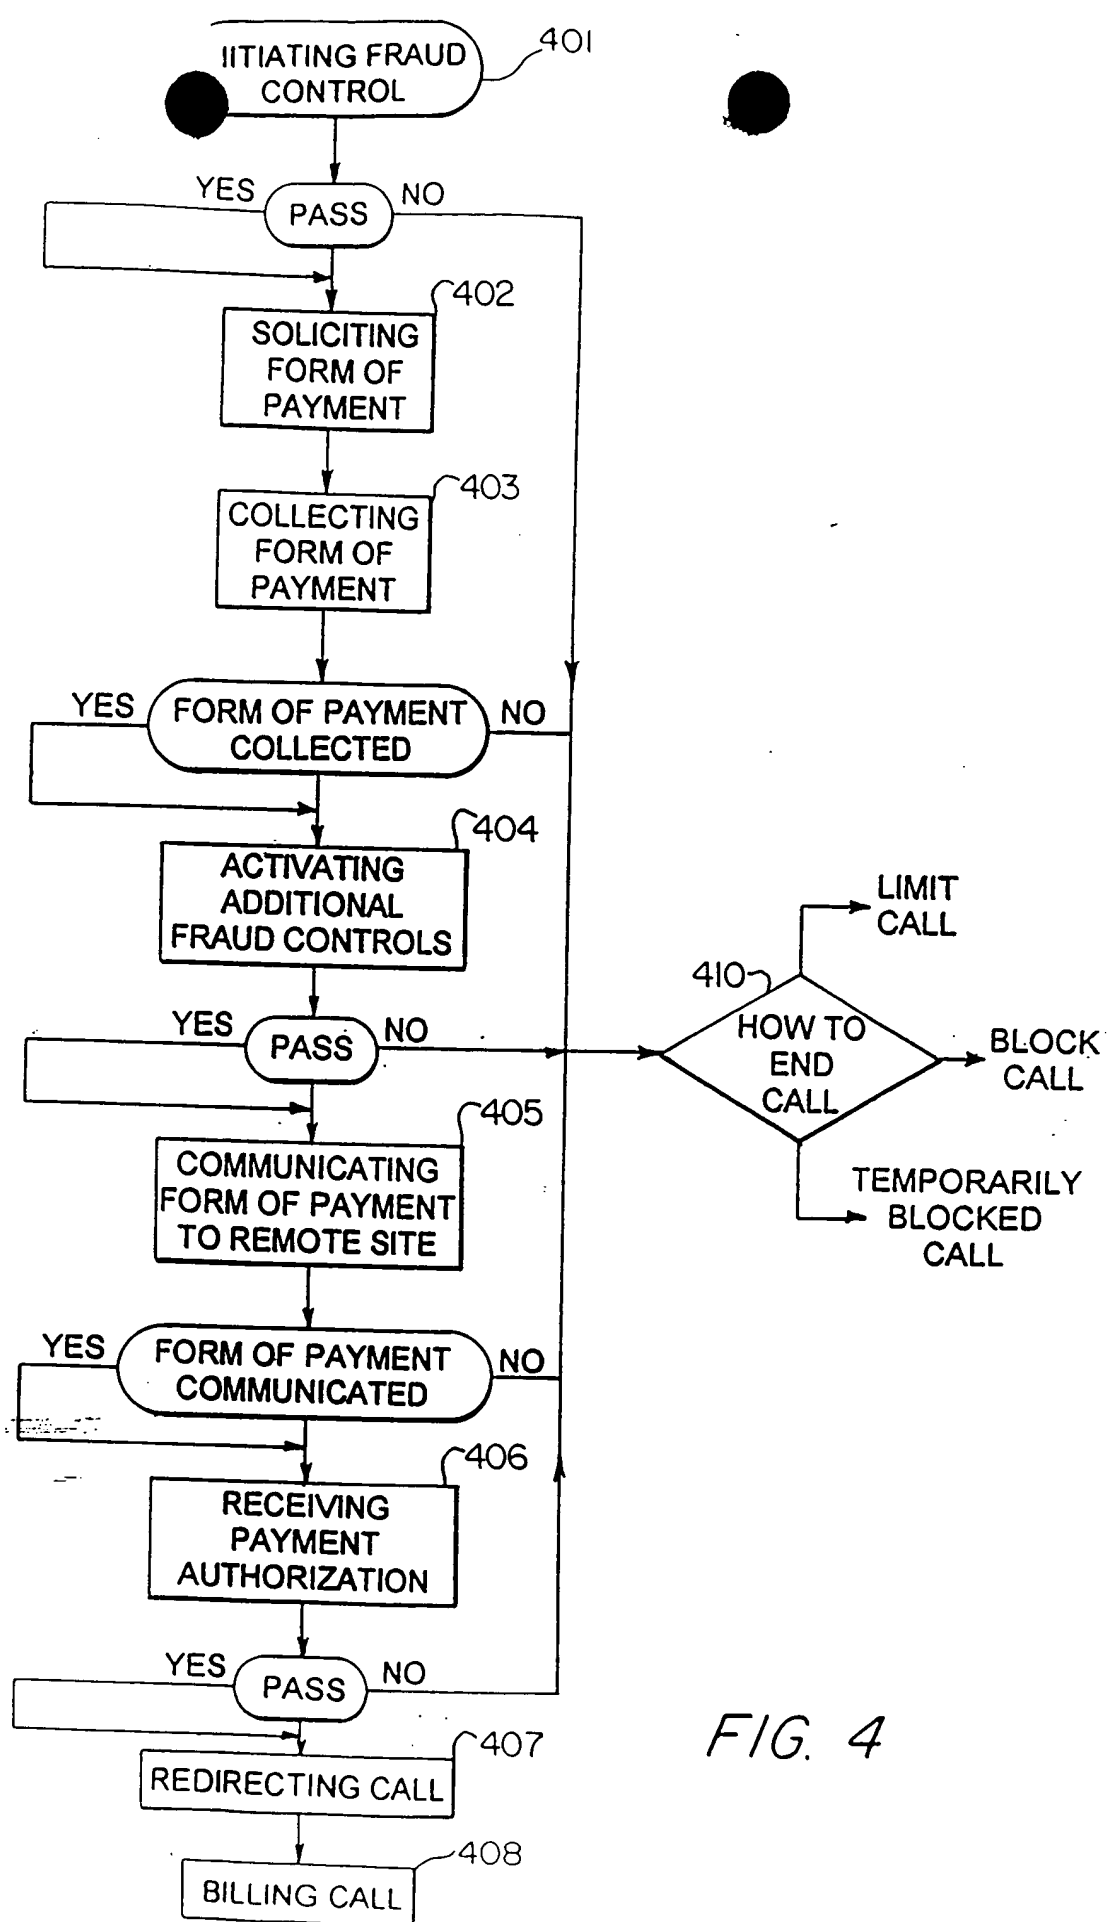 IITIATING FRAUD
CONTROL
401
YES
PASS
NO
402
SOLICITING
FORM OF
PAYMENT
403
COLLECTING
FORM OF
PAYMENT
YES
FORM OF PAYMENT
COLLECTED
NO
404
ACTIVATING
ADDITIONAL
FRAUD CONTROLS
YES
PASS
NO
410
HOW TO
END
CALL
LIMIT
CALL
BLOCK
CALL
TEMPORARILY
BLOCKED
CALL
405
COMMUNICATING
FORM OF PAYMENT
TO REMOTE SITE
YES
FORM OF PAYMENT
COMMUNICATED
NO
406
RECEIVING
PAYMENT
AUTHORIZATION
YES
PASS
NO
407
REDIRECTING CALL
408
BILLING CALL
FIG. 4